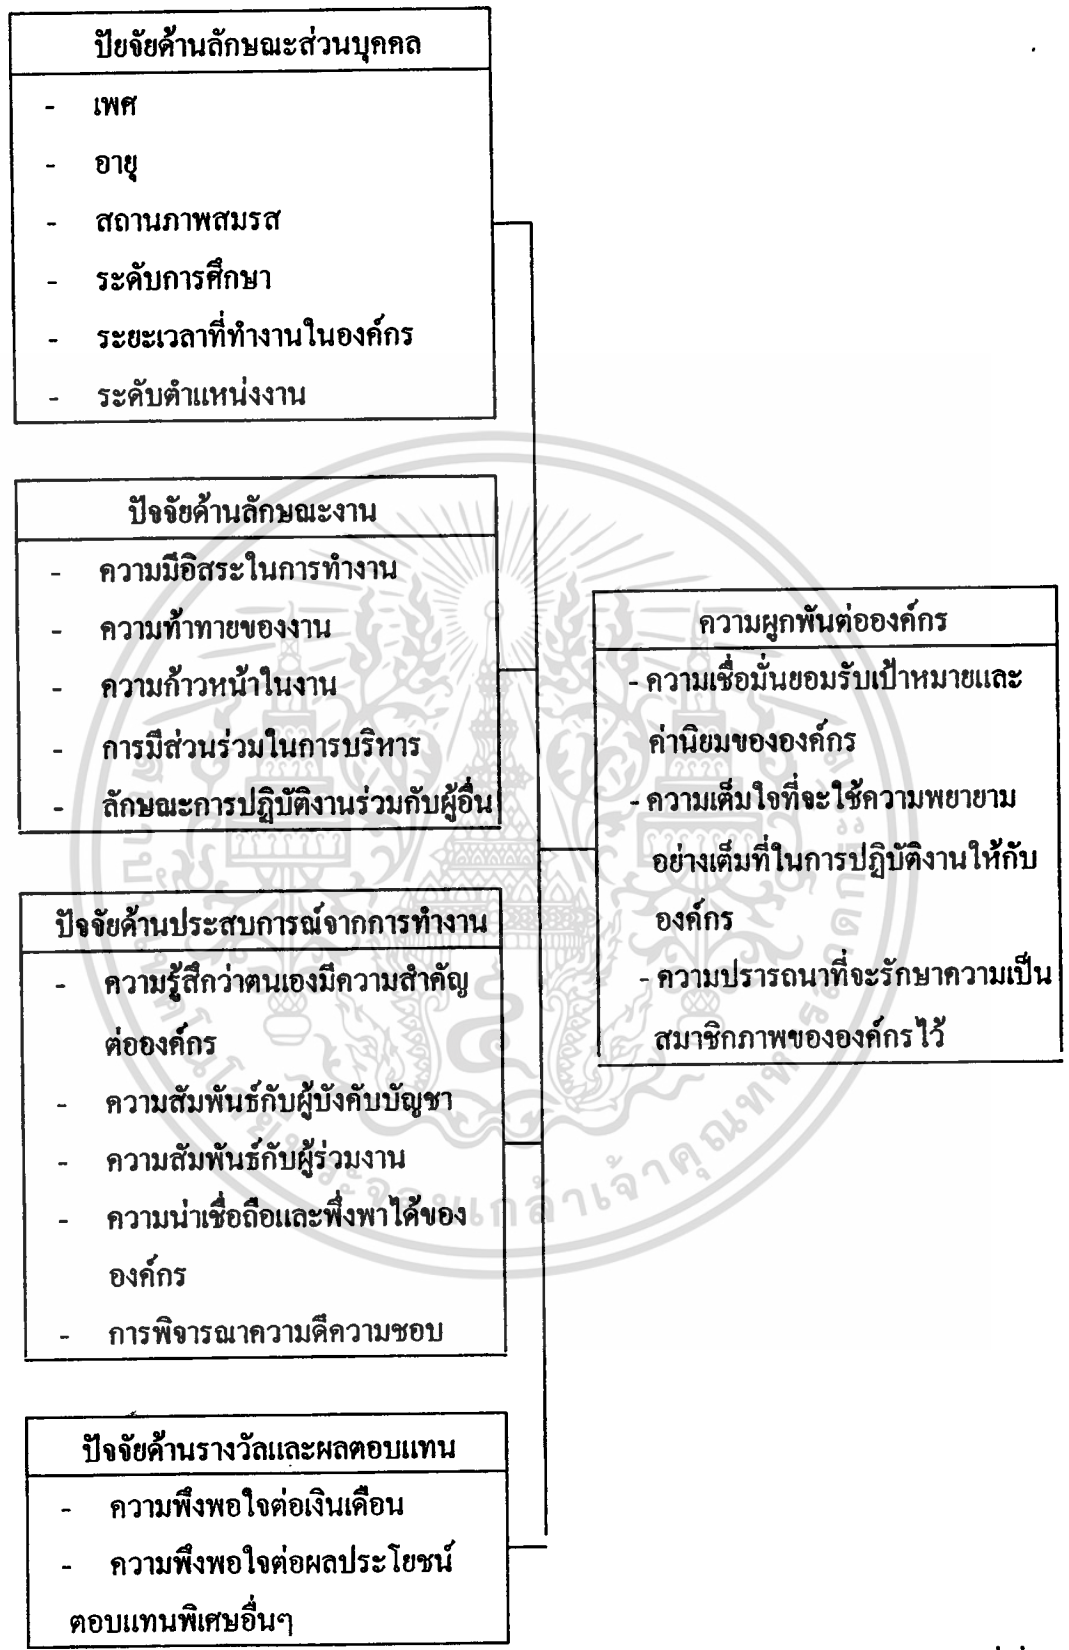 ปัยจัยด้านลักษณะส่วนบุคคล
- เพศ
- อายุ
- สถานภาพสมรส
- ระดับการศึกษา
- ระยะเวลาที่ทำงานในองค์กร
- ระดับตำแหน่งงาน
ปัจจัยด้านลักษณะงาน
- ความมีอิสระในการทำงาน
- ความท้าทายของงาน
- ความก้าวหน้าในงาน
- การมีส่วนร่วมในการบริหาร
- ลักษณะการปฏิบัติงานร่วมกับผู้อื่น
ปัจจัยด้านประสบการณ์จากการทำงาน
- ความรู้สึกว่าตนเองมีความสำคัญ
ต่อองค์กร
- ความสัมพันธ์กับผู้บังคับบัญชา
- ความสัมพันธ์กับผู้ร่วมงาน
- ความน่าเชื่อถือและพึ่งพาได้ของ
องค์กร
- การพิจารณาความดีความชอบ
ปัจจัยด้านรางวัลและผลตอบแทน
- ความพึงพอใจต่อเงินเดือน
- ความพึงพอใจต่อผลประโยชน์
ตอบแทนพิเศษอื่นๆ
ความผูกพันต่อองค์กร
- ความเชื่อมั่นยอมรับเป้าหมายและ
ค่านิยมขององค์กร
- ความเต็มใจที่จะใช้ความพยายาม
อย่างเต็มที่ในการปฏิบัติงานให้กับ
องค์กร
- ความปรารถนาที่จะรักษาความเป็น
สมาชิกภาพขององค์กรไว้